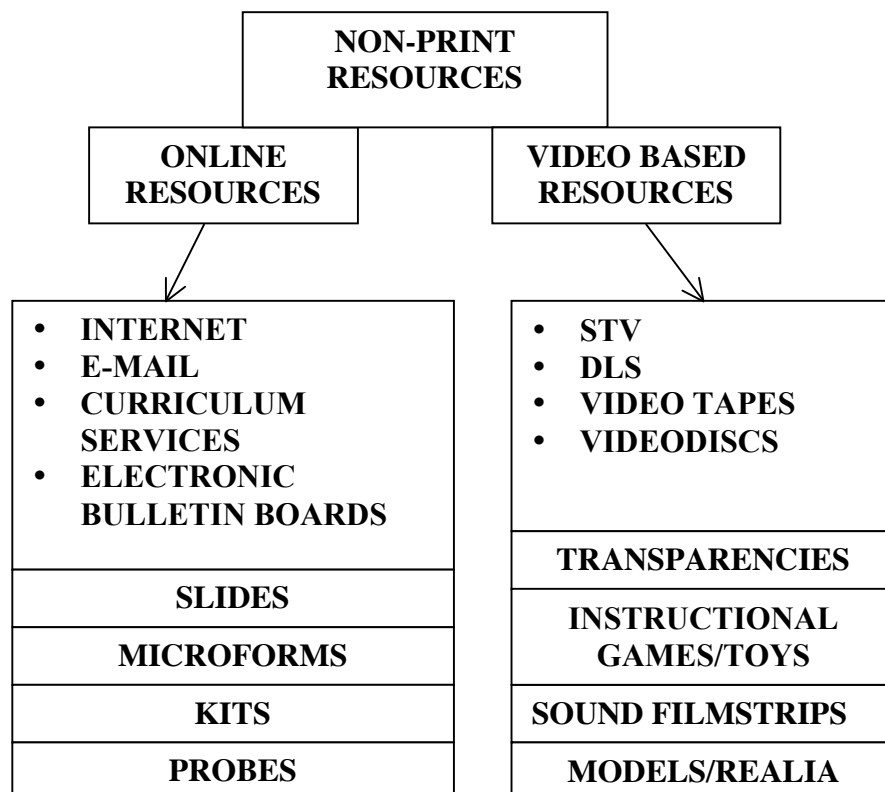 NON-PRINT
RESOURCES
ONLINE
RESOURCES
VIDEO BASED
RESOURCES
• INTERNET
• E-MAIL
• CURRICULUM
SERVICES
• ELECTRONIC
BULLETIN BOARDS
SLIDES
MICROFORMS
KITS
PROBES
• STV
• DLS
• VIDEO TAPES
• VIDEODISCS
TRANSPARENCIES
INSTRUCTIONAL
GAMES/TOYS
SOUND FILMSTRIPS
MODELS/REALIA